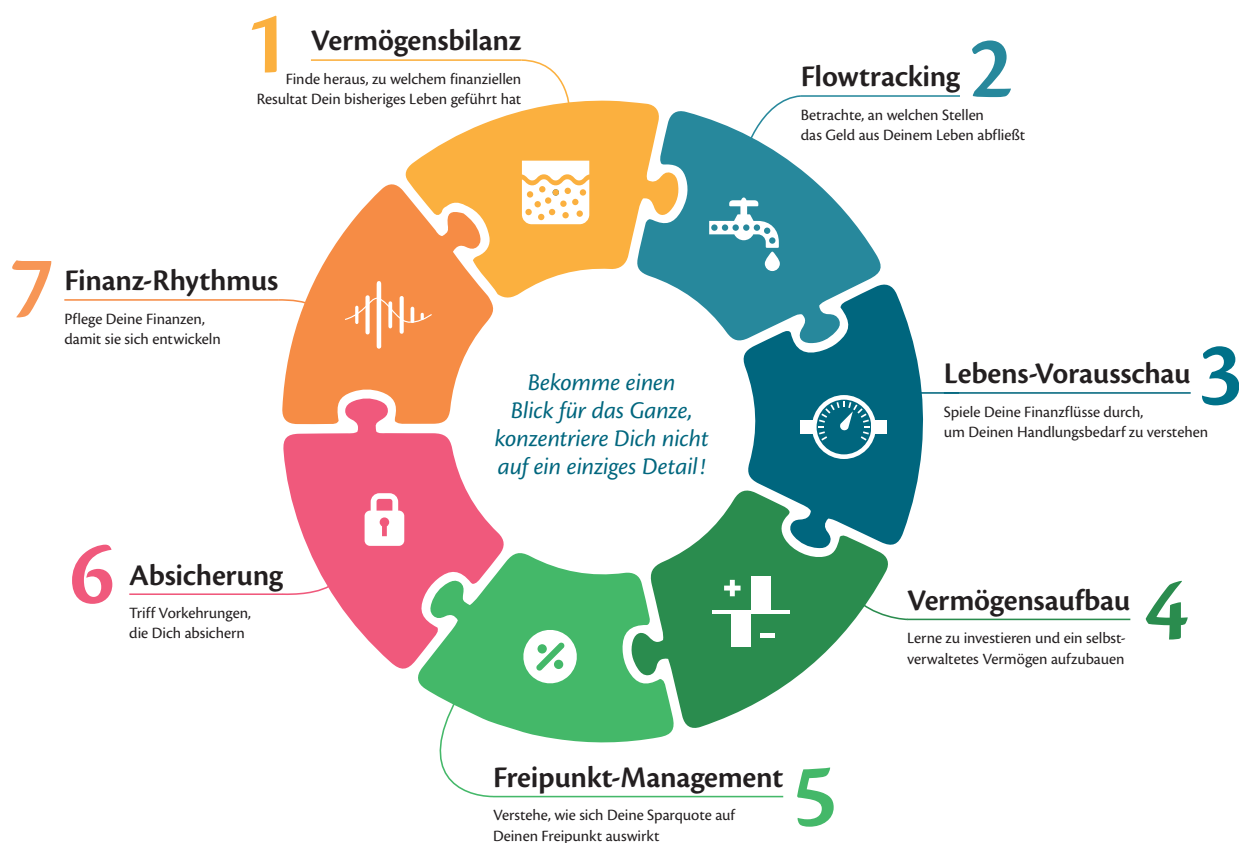 1
Vermögensbilanz
Finde heraus, zu welchem finanziellen
Resultat Dein bisheriges Leben geführt hat
Flowtracking
2
Betrachte, an welchen Stellen
das Geld aus Deinem Leben abfließt
Lebens-Vorausschau
3
Spiele Deine Finanzflüsse durch,
um Deinen Handlungsbedarf zu verstehen
Vermögensaufbau
4
Lerne zu investieren und ein selbst-
verwaltetes Vermögen aufzubauen
Freipunkt-Management
5
Verstehe, wie sich Deine Sparquote auf
Deinen Freipunkt auswirkt
6
Absicherung
Triff Vorkehrungen,
die Dich absichern
7
Finanz-Rhythmus
Pflege Deine Finanzen,
damit sie sich entwickeln
Bekomme einen
Blick für das Ganze,
konzentriere Dich nicht
auf ein einziges Detail!